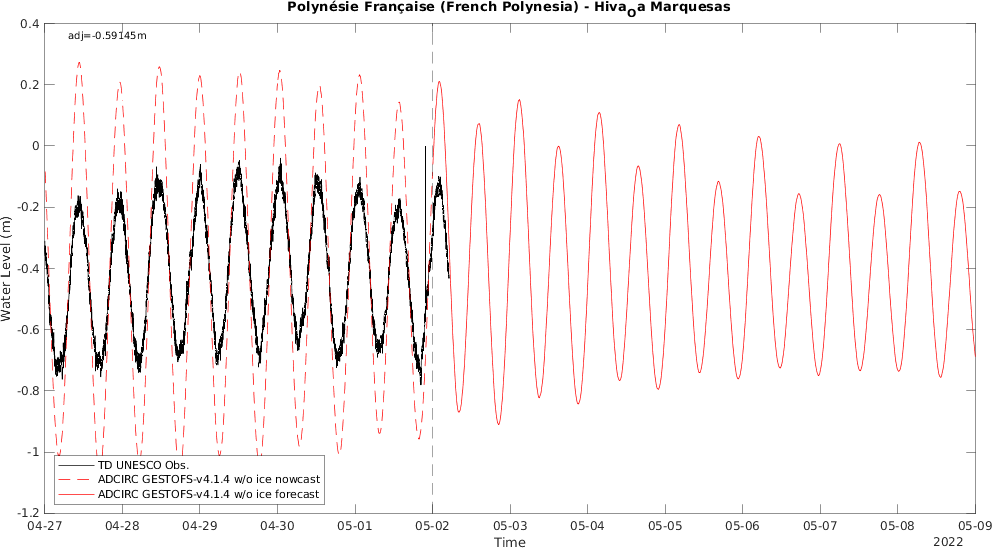 Polynésie Française (French Polynesia) - Hiva_Oa Marquesas
adj=-0.59145m
0.4
0.2
0
-0.2
-0.4
-0.6
-0.8
-1
-1.2
Water Level (m)
TD UNESCO Obs.
ADCIRC GESTOFS-v4.1.4 w/o ice nowcast
ADCIRC GESTOFS-v4.1.4 w/o ice forecast
04-27 04-28 04-29 04-30 05-01 05-02 05-03 05-04 05-05 05-06 05-07 05-08 05-09
Time
2022